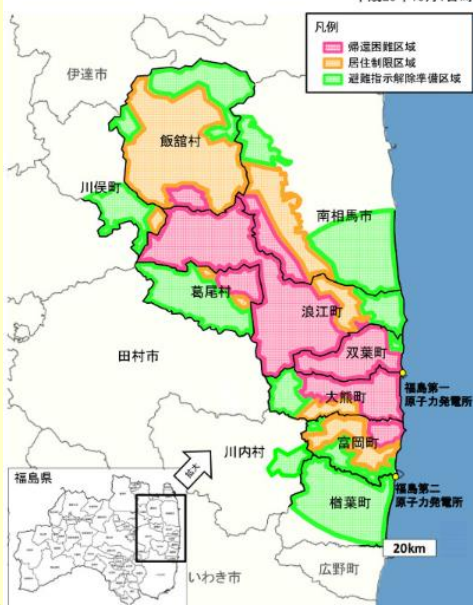 凡例
帰還困難区域
居住制限区域
避難指示解除準備区域
伊達市
飯舘村
川俣町
南相馬市
葛尾村
浪江町
田村市
双葉町
福島第一
原子力発電所
大熊町
富岡町
川内村
拡大
福島県
福島第二
原子力発電所
楢葉町
20km
いわき市
広野町